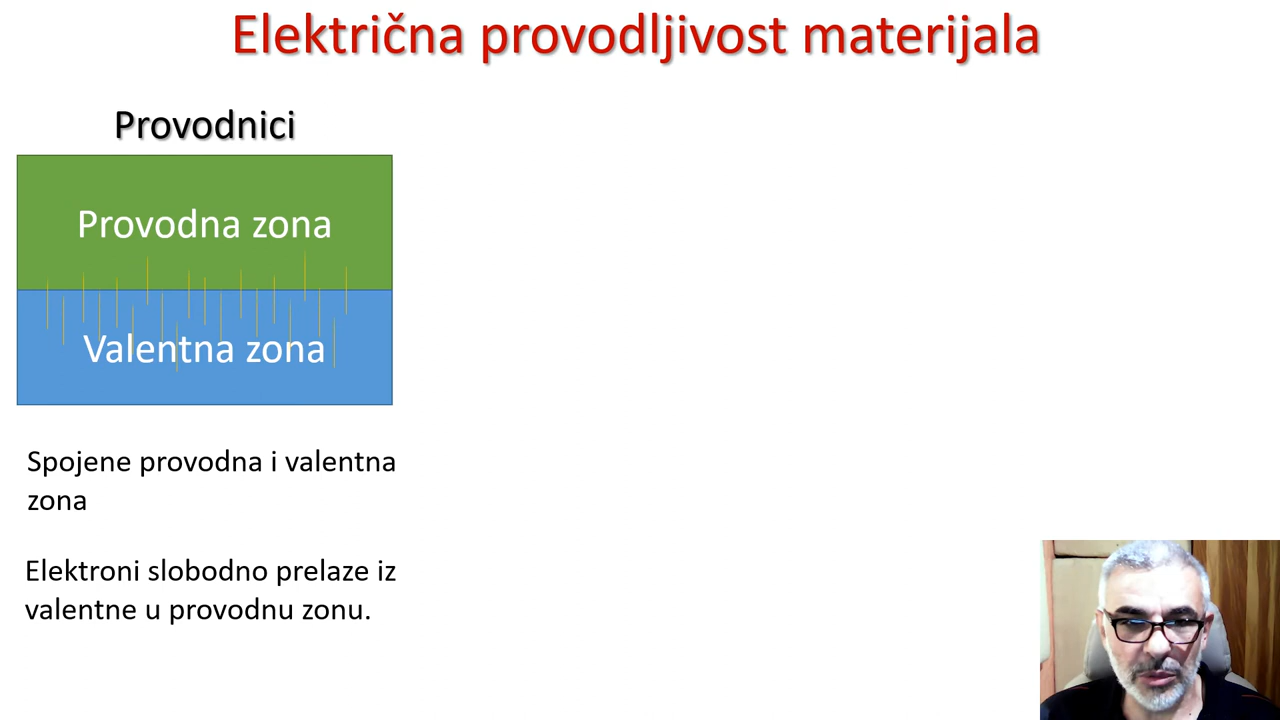 Električna provodljivost materijala
Provodnici
Provodna zona
Valentna zona
Spojene provodna i valentna
zona
Elektroni slobodno prelaze iz
valentne u provodnu zonu.